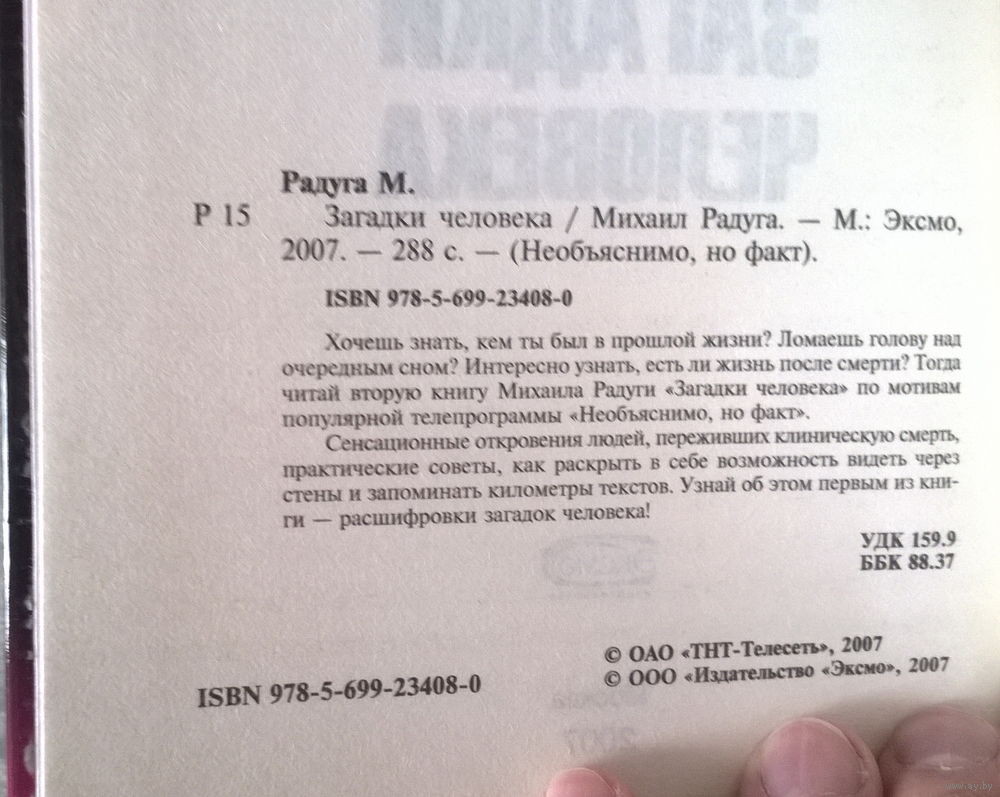 Радуга М.
Р 15 Загадки человека / Михаил Радуга. — М.: Эксмо,
2007. — 288 с. — (Необъяснимо, но факт).
ISBN 978-5-699-23408-0
Хочешь знать, кем ты был в прошлой жизни? Ломаешь голову над
очередным сном? Интересно узнать, есть ли жизнь после смерти? Тогда
читай вторую книгу Михаила Радуги «Загадки человека» по мотивам
популярной телепрограммы «Необъяснимо, но факт».
Сенсационные откровения людей, переживших клиническую смерть,
практические советы, как раскрыть в себе возможность видеть через
стены и запоминать километры текстов. Узнай об этом первым из кни-
ги — расшифровки загадок человека!
УДК 159.9
ББК 88.37
© ОАО «ТНТ-Телесеть», 2007
© ООО «Издательство «Эксмо», 2007
ISBN 978-5-699-23408-0